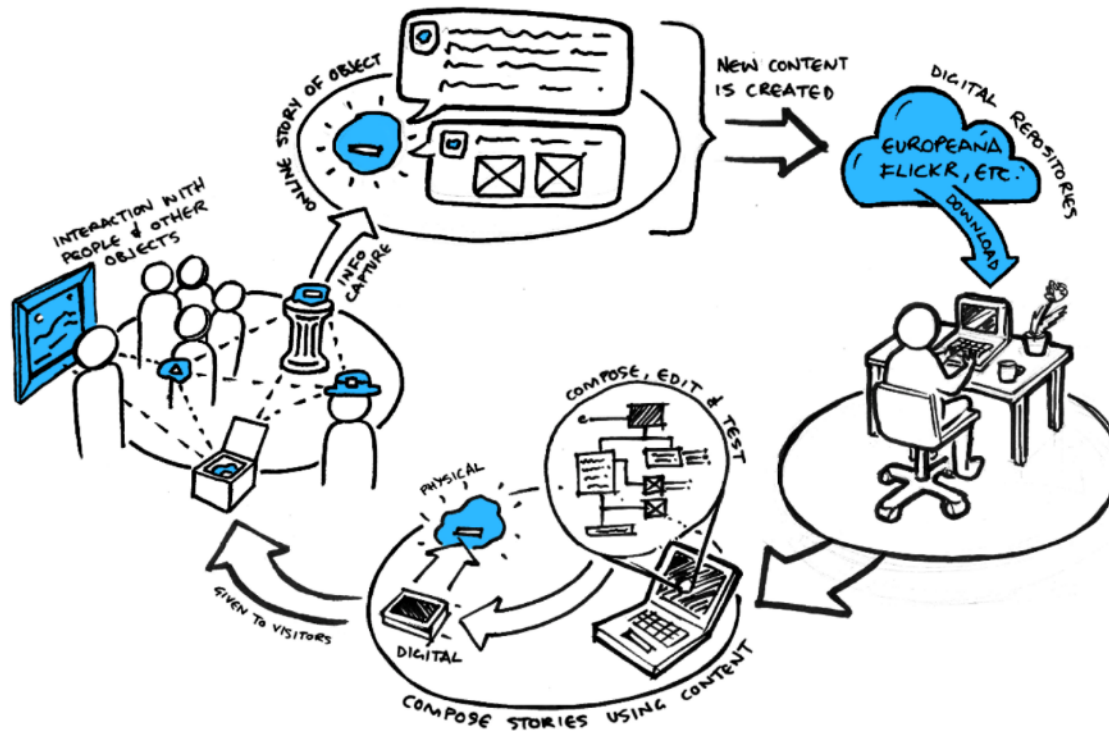 ONLINE STORY OF OBJECT
NEW CONTENT
IS CREATED
DIGITAL REPOSITORIES
EUROPEANA
FLICKR, ETC.
DOWNLOAD
INTERACTION WITH
PEOPLE & OTHER
OBJECTS
INFO
CAPTURE
COMPOSE, EDIT & TEST
PHYSICAL
DIGITAL
GIVEN TO VISITORS
COMPOSE STORIES USING CONTENT